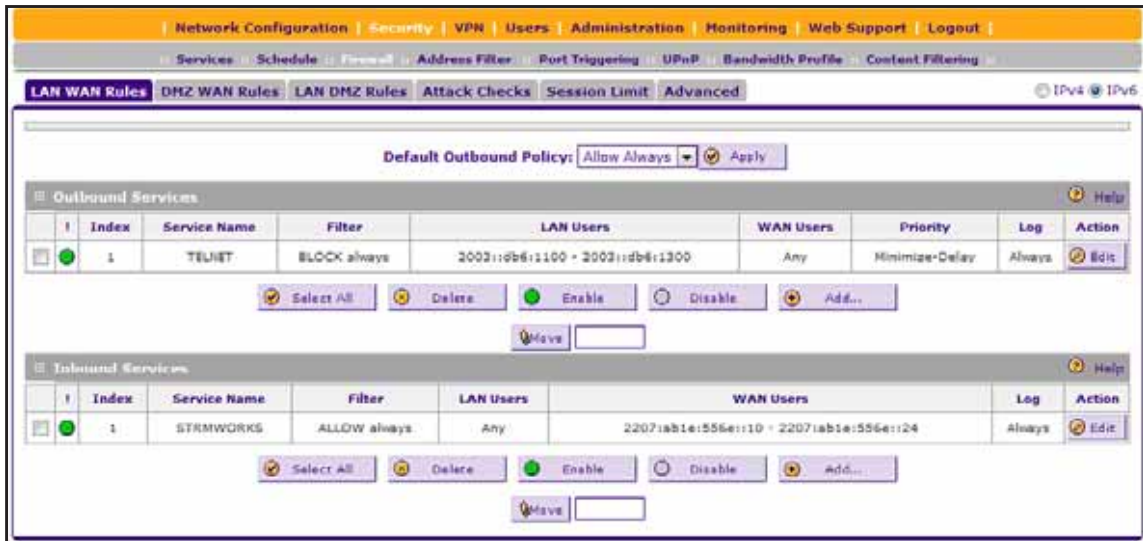 Network Configuration | Security | VPN | Users | Administration | Monitoring | Web Support | Logout
Services :: Schedule :: Firewall :: Address Filter :: Port Triggering :: UPnP :: Bandwidth Profile :: Content Filtering
LAN WAN Rules DMZ WAN Rules LAN DMZ Rules Attack Checks Session Limit Advanced IPv4 IPv6
Default Outbound Policy: Allow Always Apply
Outbound Services Help
! Index Service Name Filter LAN Users WAN Users Priority Log Action
1 TELNET BLOCK always 2003::db6:1100 - 2003::db6:1300 Any Minimize-Delay Always Edit
Select All Delete Enable Disable Add...
Move
Inbound Services Help
! Index Service Name Filter LAN Users WAN Users Log Action
1 STRMWORKS ALLOW always Any 2207:ab1e:556e::10 - 2207:ab1e:556e::24 Always Edit
Select All Delete Enable Disable Add...
Move